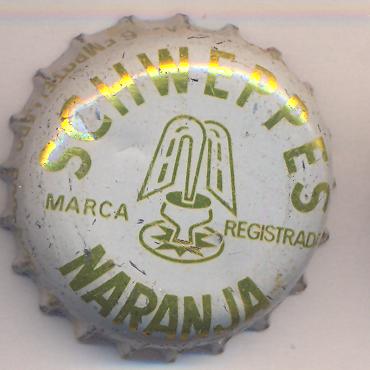 SCHWEPPES
MARCA
REGISTRADA
NARANJA